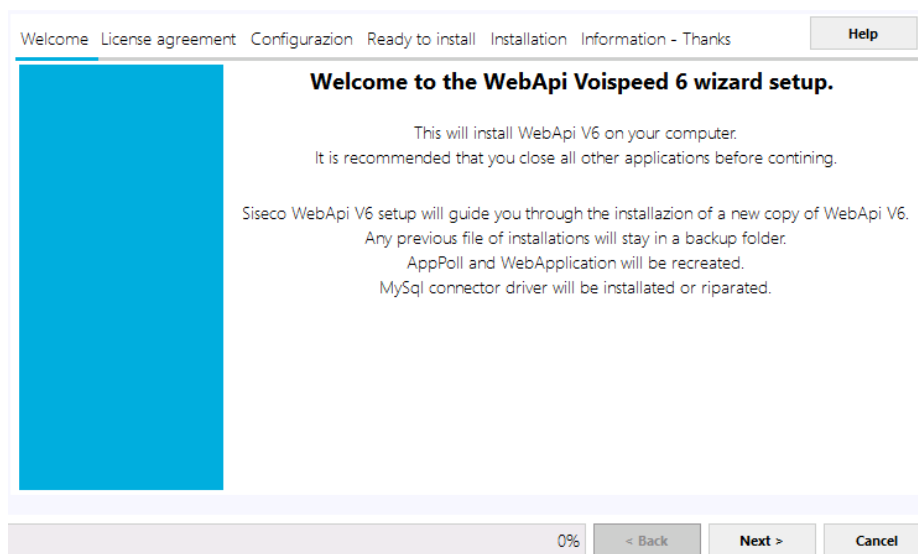 Welcome License agreement Configurazion Ready to install Installation Information - Thanks Help
Welcome to the WebApi Voispeed 6 wizard setup.
This will install WebApi V6 on your computer.
It is recommended that you close all other applications before contining.
Siseco WebApi V6 setup will guide you through the installazion of a new copy of WebApi V6.
Any previous file of installations will stay in a backup folder.
AppPoll and WebApplication will be recreated.
MySql connector driver will be installated or riparated.
0% < Back Next > Cancel